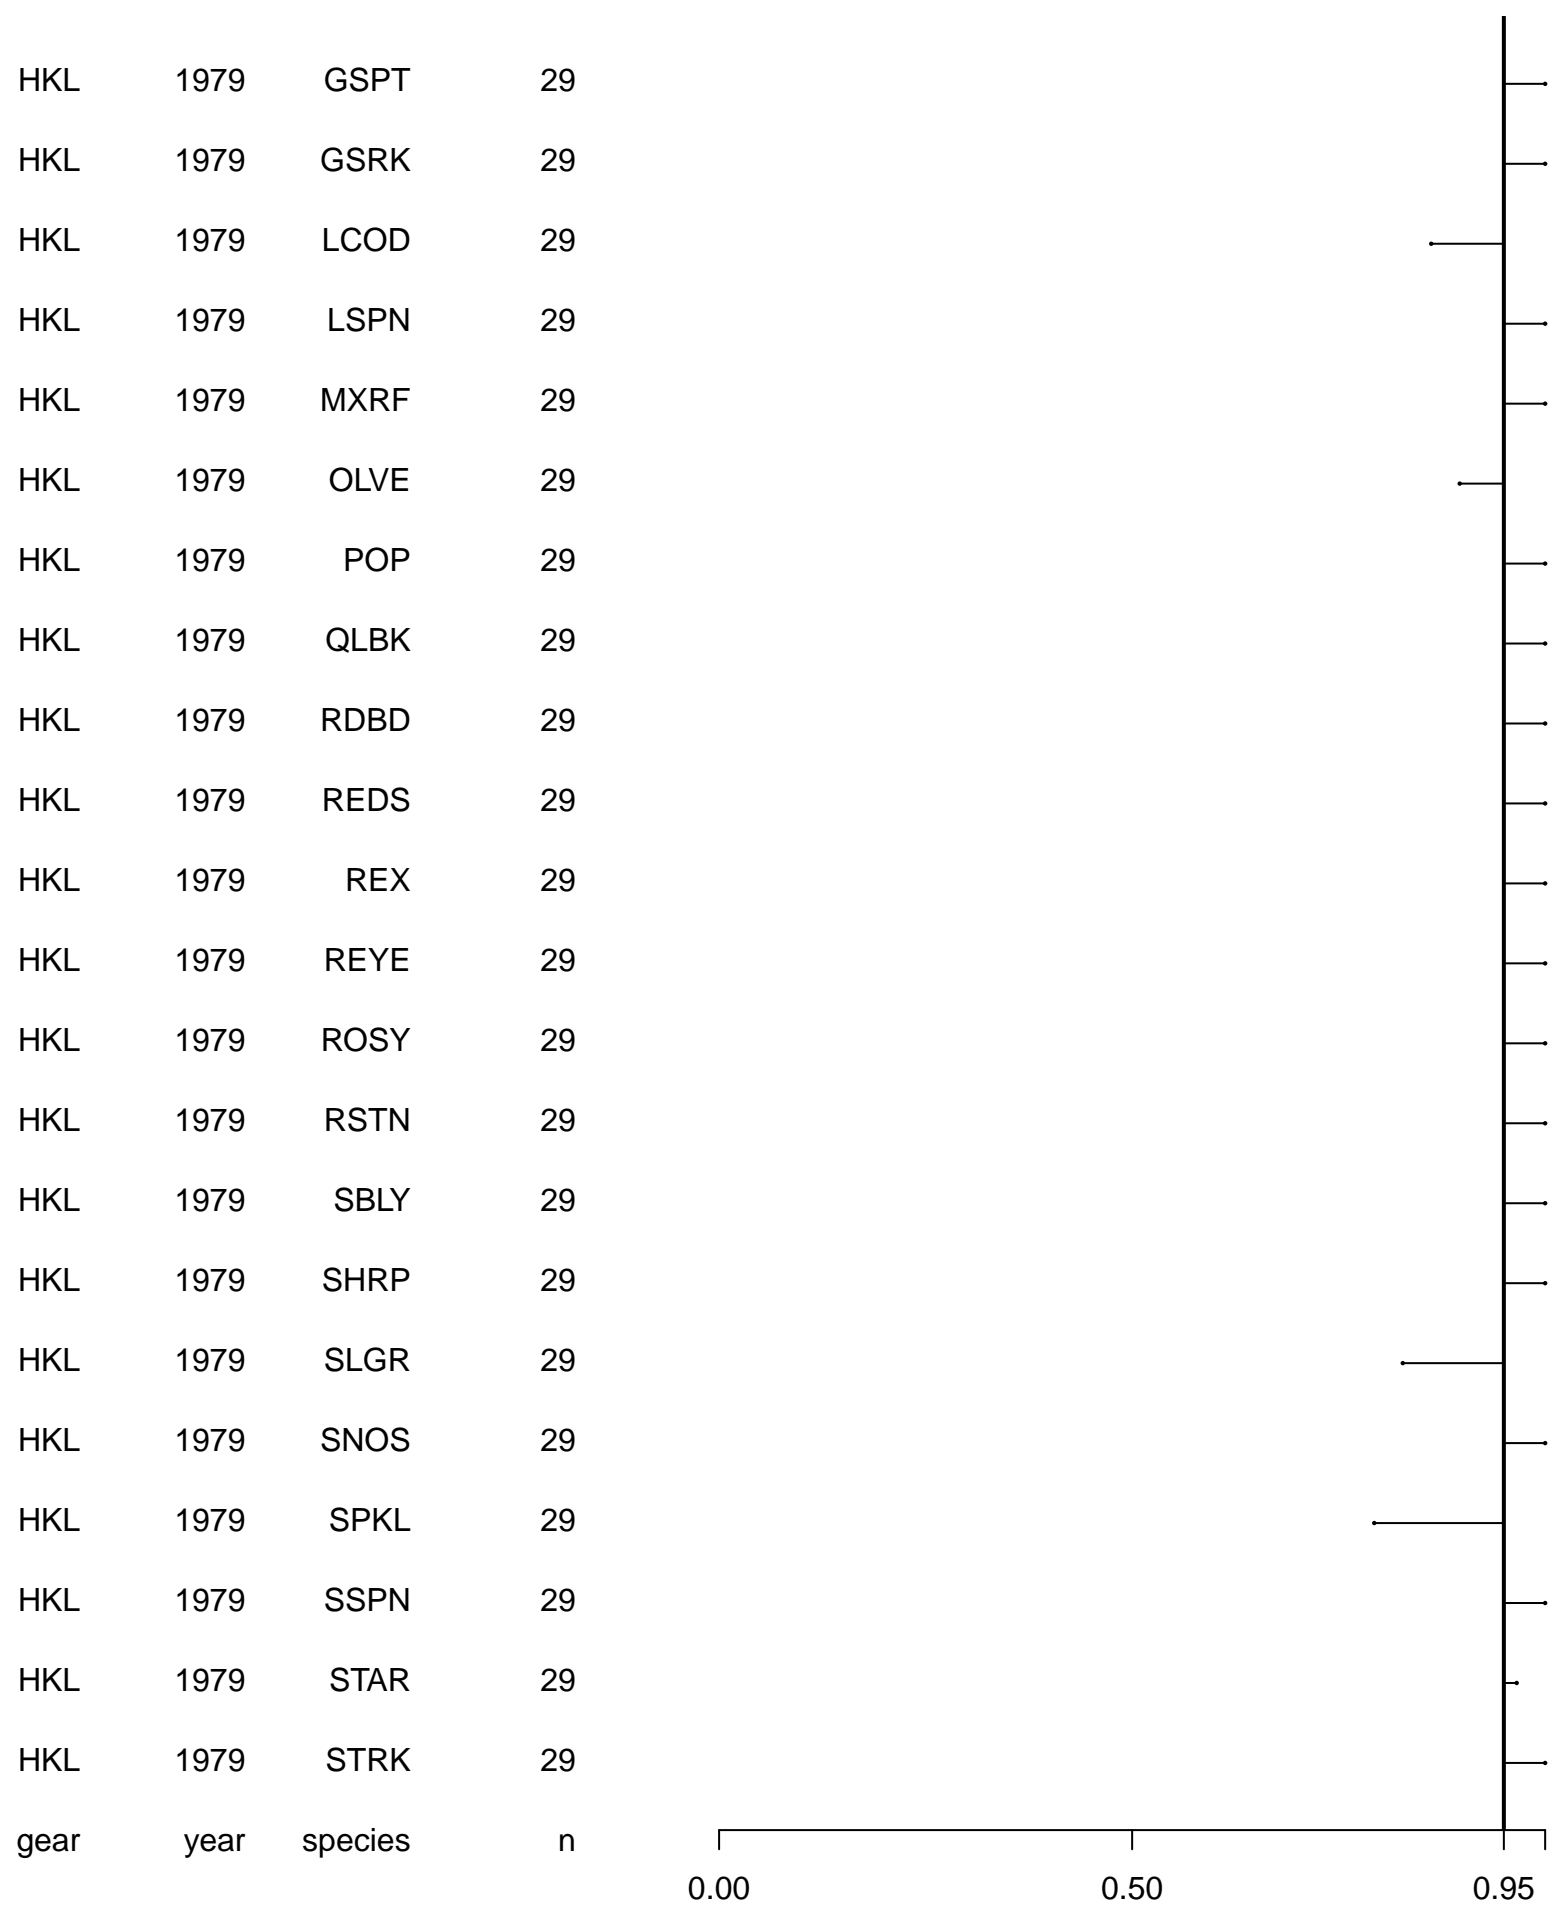 HKL 1979 GSPT 29
HKL 1979 GSRK 29
HKL 1979 LCOD 29
HKL 1979 LSPN 29
HKL 1979 MXRF 29
HKL 1979 OLVE 29
HKL 1979 POP 29
HKL 1979 QLBK 29
HKL 1979 RDBD 29
HKL 1979 REDS 29
HKL 1979 REX 29
HKL 1979 REYE 29
HKL 1979 ROSY 29
HKL 1979 RSTN 29
HKL 1979 SBLY 29
HKL 1979 SHRP 29
HKL 1979 SLGR 29
HKL 1979 SNOS 29
HKL 1979 SPKL 29
HKL 1979 SSPN 29
HKL 1979 STAR 29
HKL 1979 STRK 29
gear year species n
0.00 0.50 0.95